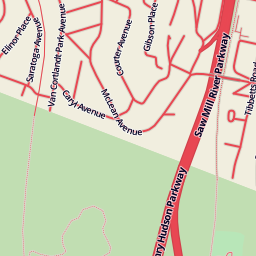 Elinor Place
Saratoga Avenue
Van Cortlandt Park Avenue
Caryl Avenue
McLean Avenue
Courter Avenue
Gibson Place
Saw Mill River Parkway
Tibbetts Road
Hudson Parkway